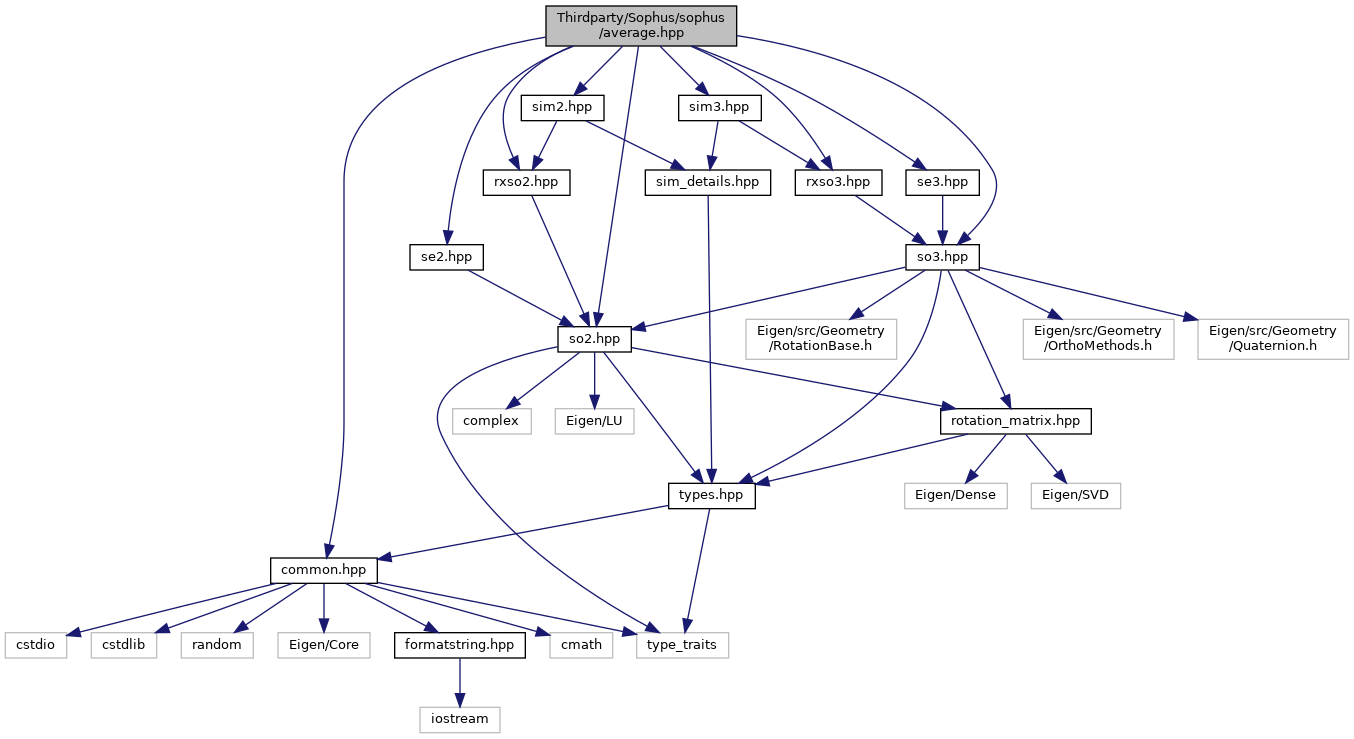 Thirdparty/Sophus/sophus
/average.hpp
sim2.hpp
sim3.hpp
rxso2.hpp
sim_details.hpp
rxso3.hpp
se3.hpp
se2.hpp
so3.hpp
so2.hpp
Eigen/src/Geometry
/RotationBase.h
Eigen/src/Geometry
/OrthoMethods.h
Eigen/src/Geometry
/Quaternion.h
complex
Eigen/LU
rotation_matrix.hpp
types.hpp
Eigen/Dense
Eigen/SVD
common.hpp
cstdio
cstdlib
random
Eigen/Core
formatstring.hpp
cmath
type_traits
iostream